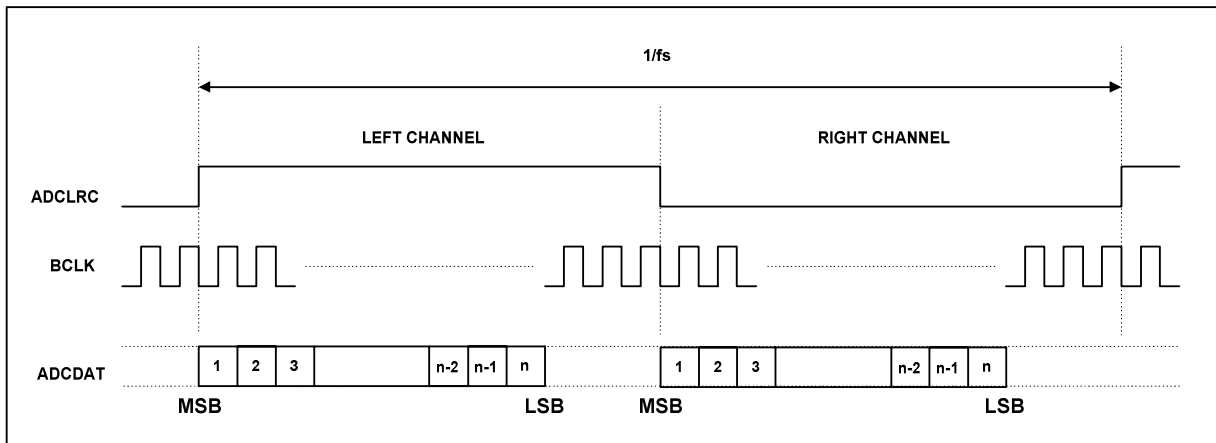 1/fs
LEFT CHANNEL RIGHT CHANNEL
ADCLRC
BCLK
ADCDAT 1 2 3 n-2 n-1 n 1 2 3 n-2 n-1 n
MSB LSB MSB LSB